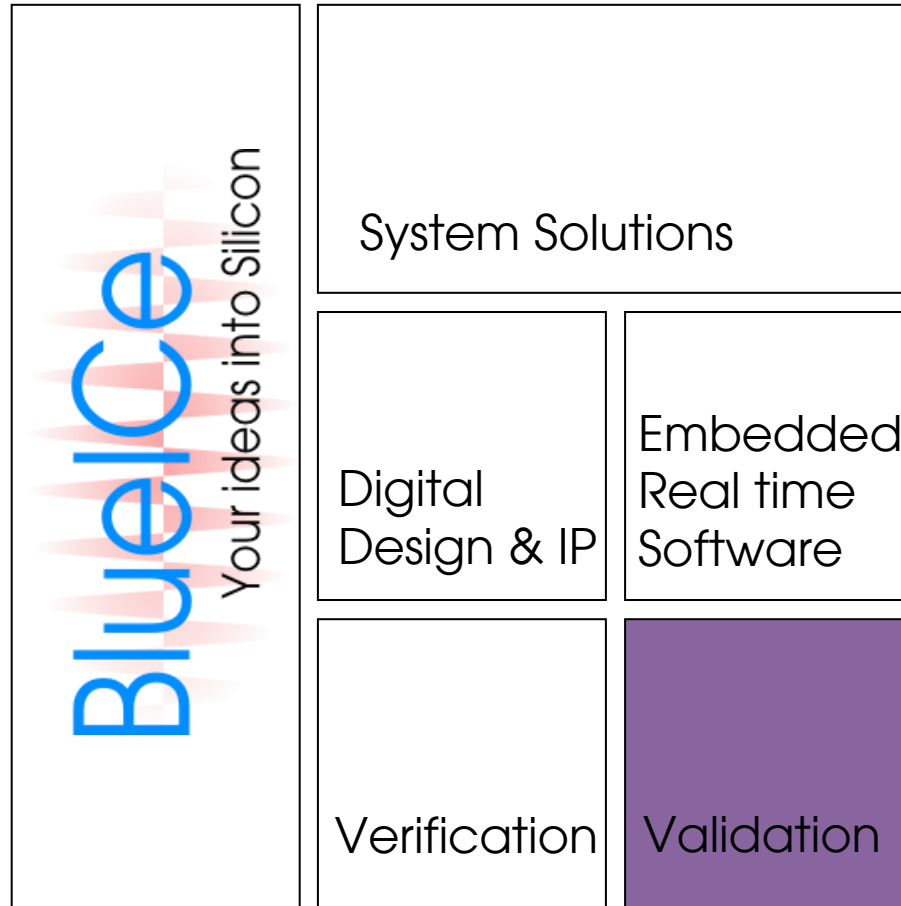 BlueICe
Your ideas into Silicon
System Solutions
Digital
Design & IP
Embedded
Real time
Software
Verification
Validation